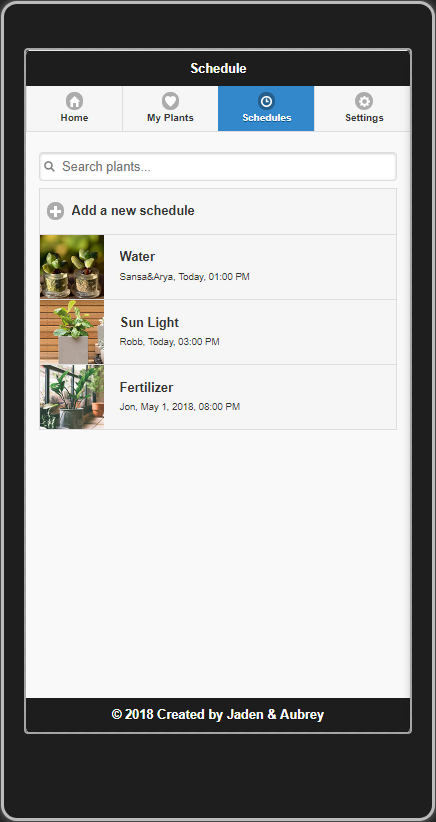 Schedule
Home
My Plants
Schedules
Settings
Search plants...
Add a new schedule
Water
Sansa&Arya, Today, 01:00 PM
Sun Light
Robb, Today, 03:00 PM
Fertilizer
Jon, May 1, 2018, 08:00 PM
© 2018 Created by Jaden & Aubrey